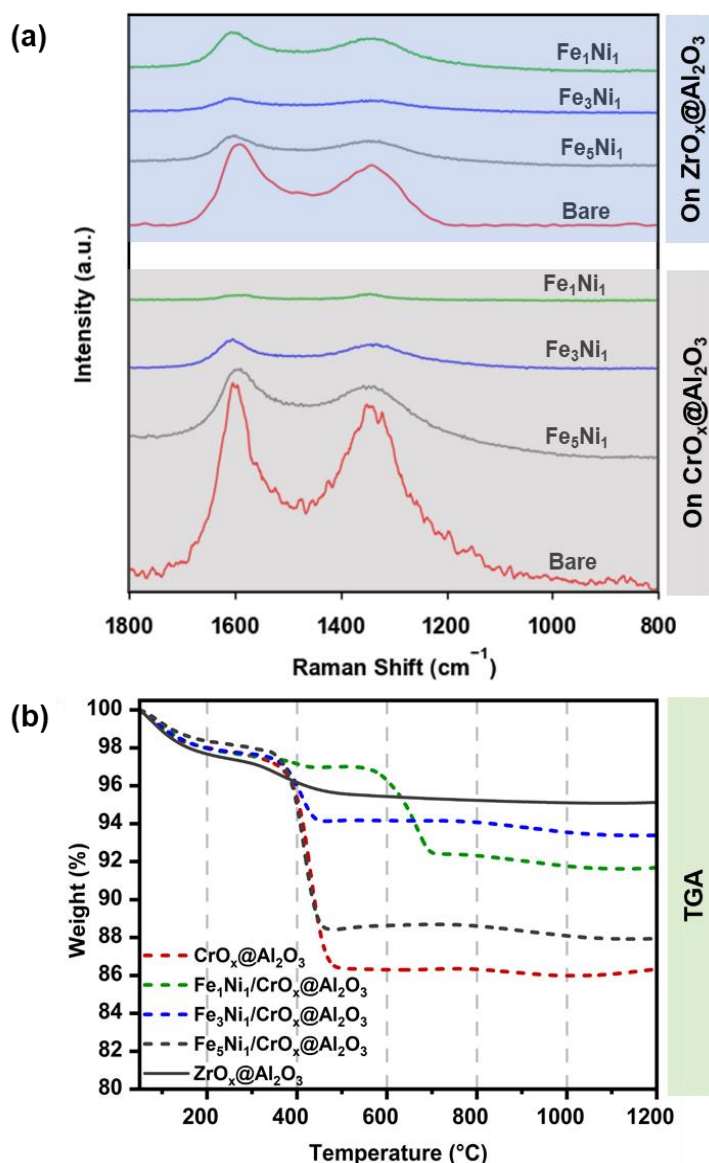 (a)
Fe₁Ni₁
Fe₃Ni₁
Fe₅Ni₁
Bare
On ZrOₓ@Al₂O₃
Fe₁Ni₁
Fe₃Ni₁
Fe₅Ni₁
Bare
On CrOₓ@Al₂O₃
Intensity (a.u.)
1800 1600 1400 1200 1000 800
Raman Shift (cm⁻¹)
(b)
100
98
96
94
92
90
88
86
84
82
80
Weight (%)
CrOₓ@Al₂O₃
Fe₁Ni₁/CrOₓ@Al₂O₃
Fe₃Ni₁/CrOₓ@Al₂O₃
Fe₅Ni₁/CrOₓ@Al₂O₃
ZrOₓ@Al₂O₃
TGA
200 400 600 800 1000 1200
Temperature (°C)